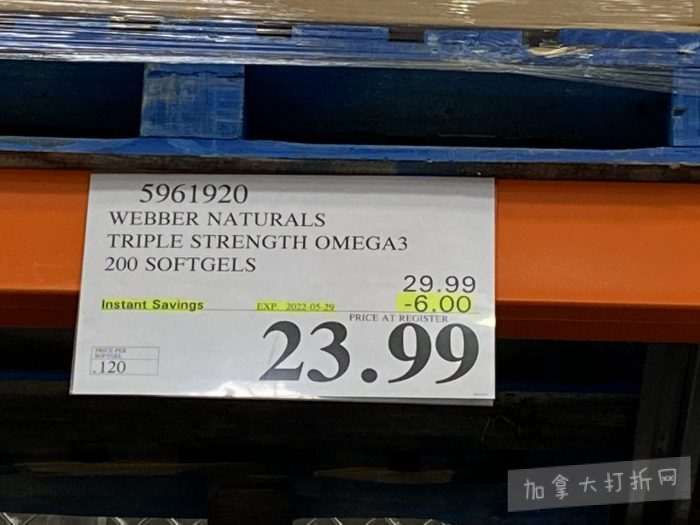 5961920
WEBBER NATURALS
TRIPLE STRENGTH OMEGA3
200 SOFTGELS
29.99
Instant Savings EXP. 2022-05-29 -6.00
PRICE AT REGISTER
23.99
PRICE PER
SOFTGEL
.120
加拿大打折网